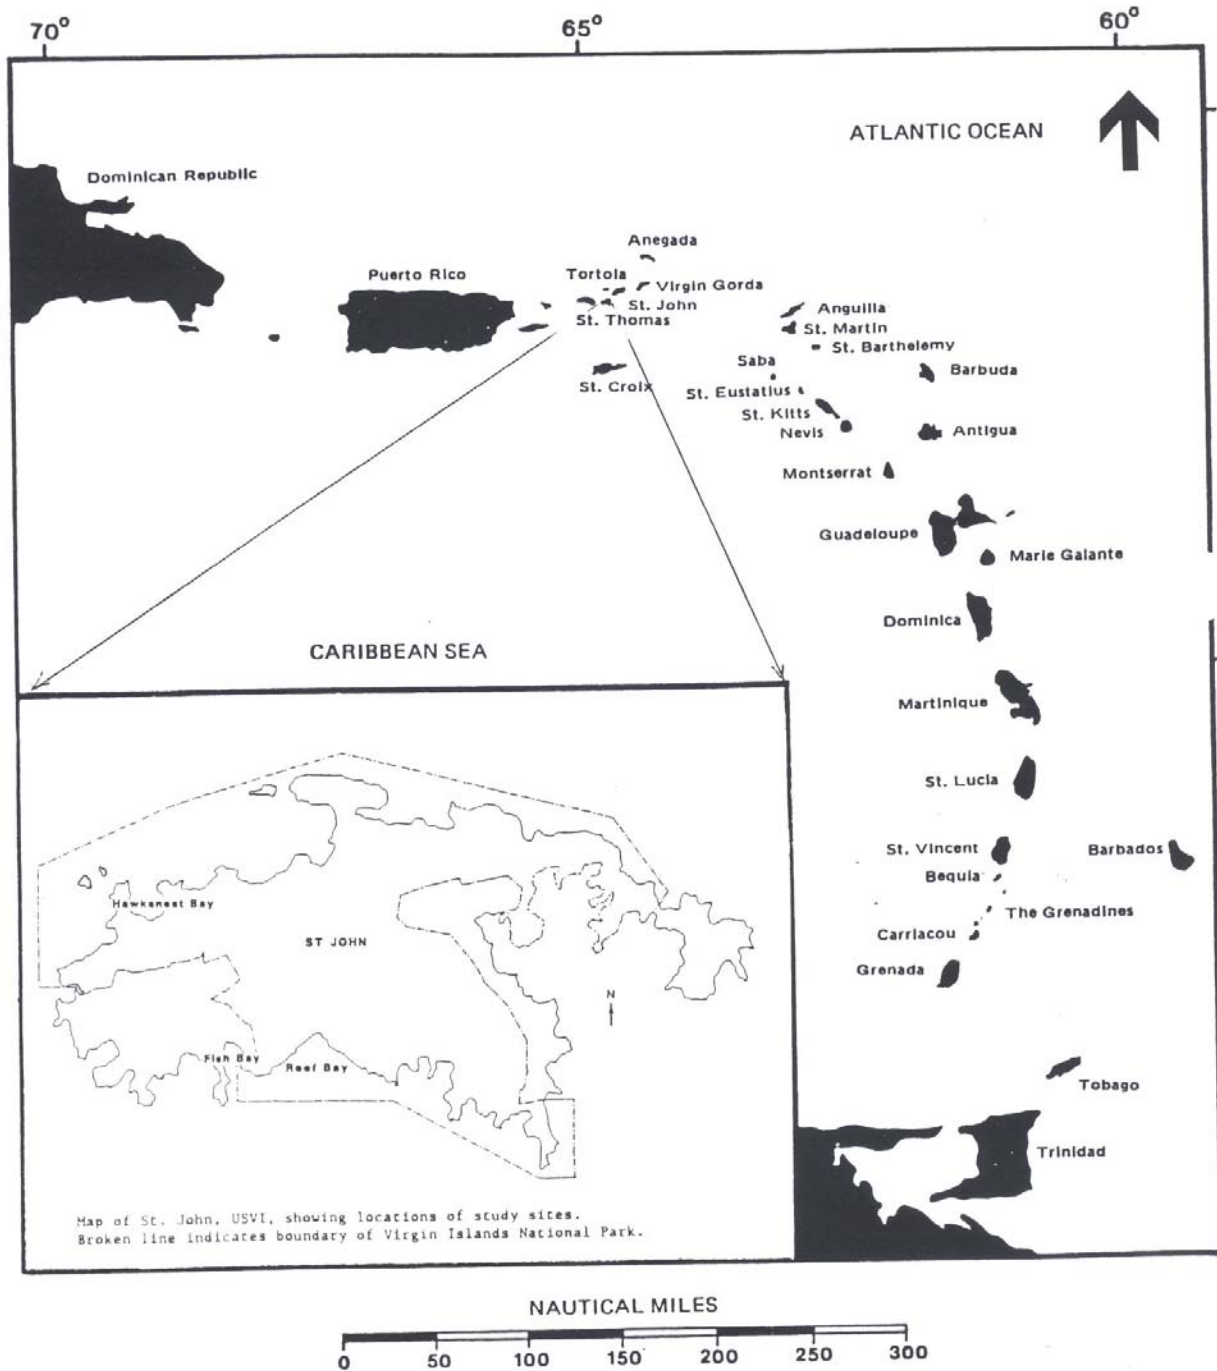 70°
65°
60°
ATLANTIC OCEAN
Dominican Republic
Anegada
Puerto Rico
Tortola
Virgin Gorda
St. John
St. Thomas
Anguilla
St. Martin
St. Barthelemy
Saba
Barbuda
St. Croix
St. Eustatius
St. Kitts
Nevis
Antigua
Montserrat
Guadeloupe
Marie Galante
Dominica
CARIBBEAN SEA
Martinique
St. Lucia
St. Vincent
Barbados
Bequia
The Grenadines
Carriacou
Grenada
Tobago
Trinidad
Hawksnest Bay
ST JOHN
N
Fish Bay
Reef Bay
Map of St. John, USVI, showing locations of study sites.
Broken line indicates boundary of Virgin Islands National Park.
NAUTICAL MILES
0 50 100 150 200 250 300